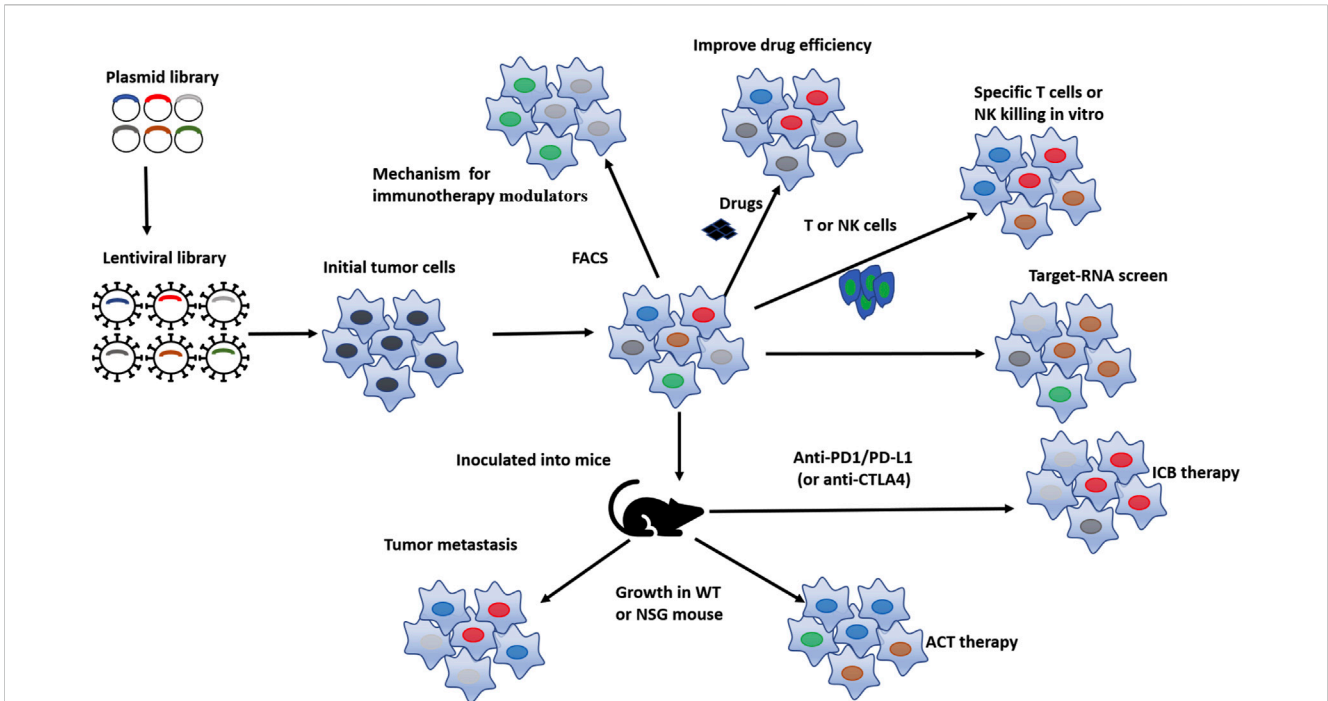 Plasmid library
Lentiviral library
Initial tumor cells
Mechanism for
immunotherapy modulators
FACS
Improve drug efficiency
Drugs
Specific T cells or
NK killing in vitro
T or NK cells
Target-RNA screen
Inoculated into mice
Anti-PD1/PD-L1
(or anti-CTLA4)
ICB therapy
Tumor metastasis
Growth in WT
or NSG mouse
ACT therapy